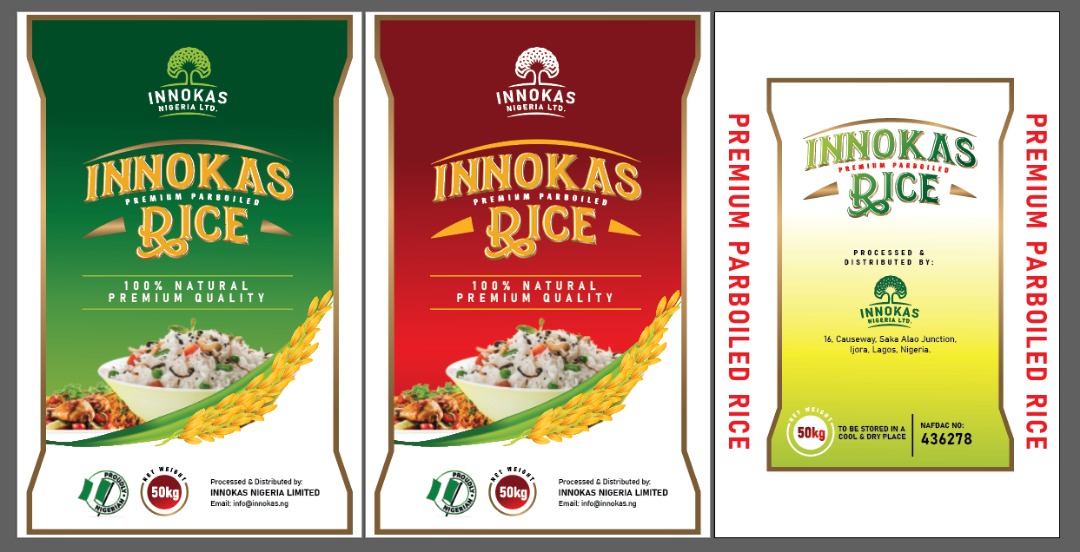 INNOKAS
NIGERIA LTD.
INNOKAS
PREMIUM PARBOILED
RICE
100% NATURAL
PREMIUM QUALITY
PROUDLY
NIGERIAN
NET WEIGHT
50kg
Processed & Distributed by:
INNOKAS NIGERIA LIMITED
Email: info@innokas.ng
INNOKAS
NIGERIA LTD.
INNOKAS
PREMIUM PARBOILED
RICE
100% NATURAL
PREMIUM QUALITY
PROUDLY
NIGERIAN
NET WEIGHT
50kg
Processed & Distributed by:
INNOKAS NIGERIA LIMITED
Email: info@innokas.ng
PREMIUM PARBOILED RICE
INNOKAS
PREMIUM PARBOILED
RICE
PROCESSED &
DISTRIBUTED BY:
INNOKAS
NIGERIA LTD.
16, Causeway, Saka Alao Junction,
Ijora, Lagos, Nigeria.
NET WEIGHT
50kg
TO BE STORED IN A
COOL & DRY PLACE
NAFDAC NO:
436278
PREMIUM PARBOILED RICE